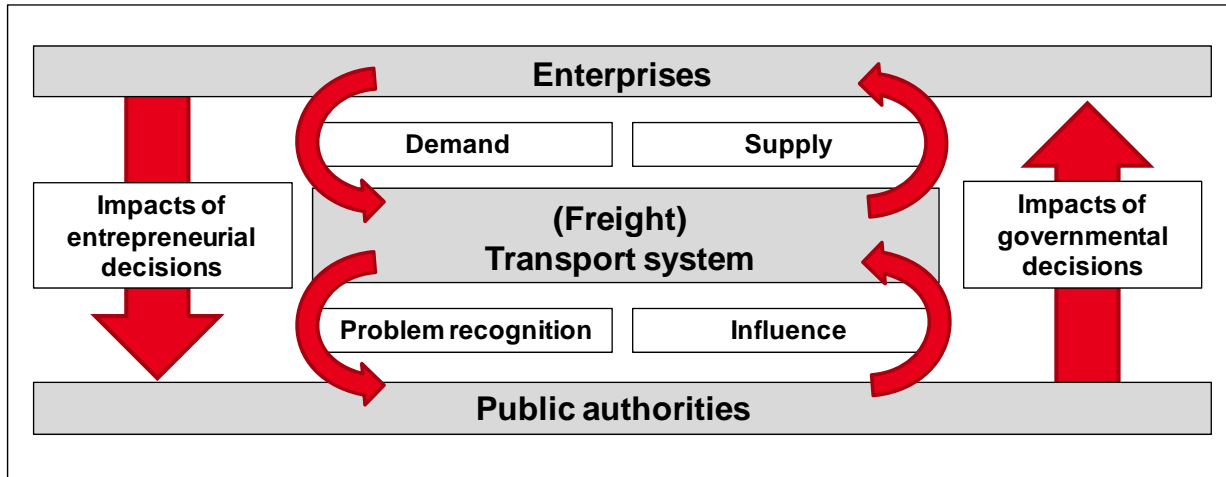 Enterprises
Demand
Supply
Impacts of
entrepreneurial
decisions
(Freight)
Transport system
Impacts of
governmental
decisions
Problem recognition
Influence
Public authorities